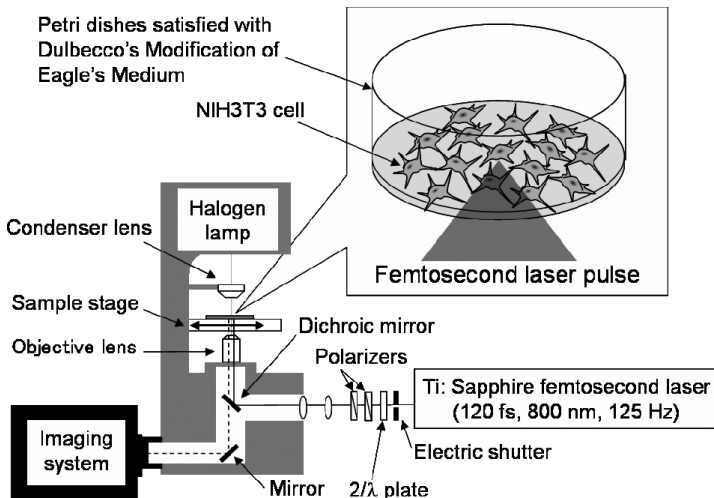 Petri dishes satisfied with
Dulbecco's Modification of
Eagle's Medium
NIH3T3 cell
Halogen
lamp
Condenser lens
Femtosecond laser pulse
Sample stage
Dichroic mirror
Objective lens
Polarizers
Ti: Sapphire femtosecond laser
(120 fs, 800 nm, 125 Hz)
Imaging
system
Electric shutter
Mirror
2/λ plate